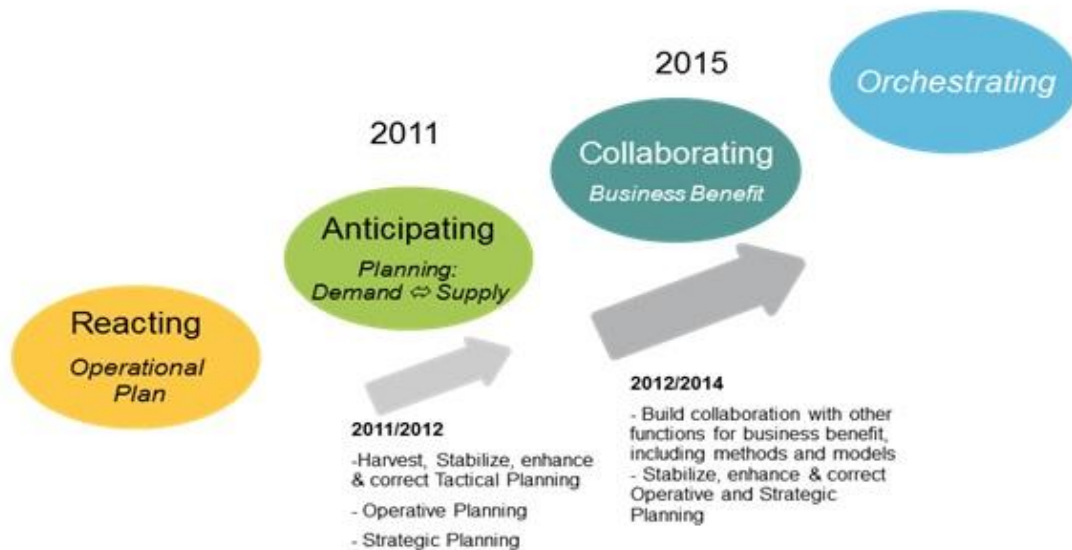 2015
Orchestrating
2011
Collaborating
Business Benefit
Anticipating
Planning:
Demand ⇔ Supply
Reacting
Operational
Plan
2011/2012
-Harvest, Stabilize, enhance
& correct Tactical Planning
- Operative Planning
- Strategic Planning
2012/2014
- Build collaboration with other
functions for business benefit,
including methods and models
- Stabilize, enhance & correct
Operative and Strategic
Planning